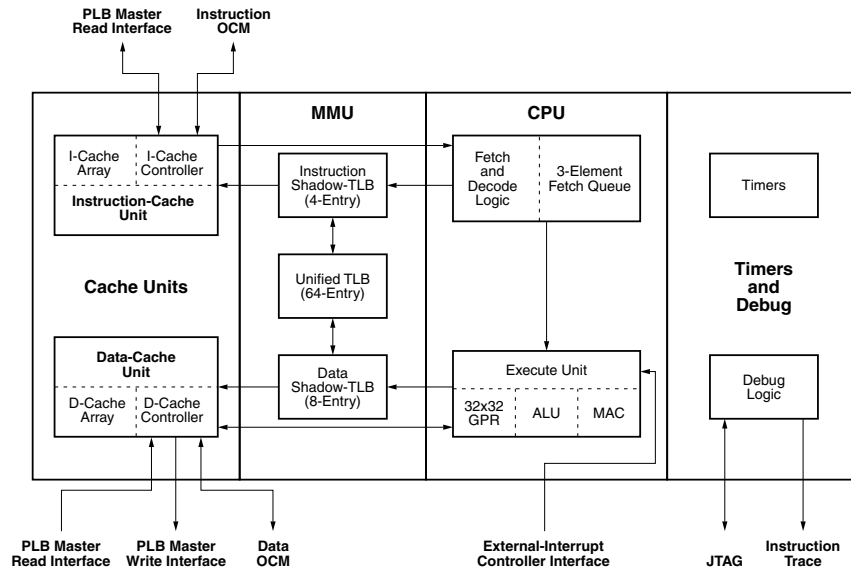 PLB Master
Read Interface
Instruction
OCM
MMU
CPU
I-Cache
Array
I-Cache
Controller
Instruction-Cache
Unit
Instruction
Shadow-TLB
(4-Entry)
Fetch
and
Decode
Logic
3-Element
Fetch Queue
Timers
Cache Units
Unified TLB
(64-Entry)
Timers
and
Debug
Data-Cache
Unit
D-Cache
Array
D-Cache
Controller
Data
Shadow-TLB
(8-Entry)
Execute Unit
32x32
GPR
ALU
MAC
Debug
Logic
PLB Master
Read Interface
PLB Master
Write Interface
Data
OCM
External-Interrupt
Controller Interface
JTAG
Instruction
Trace